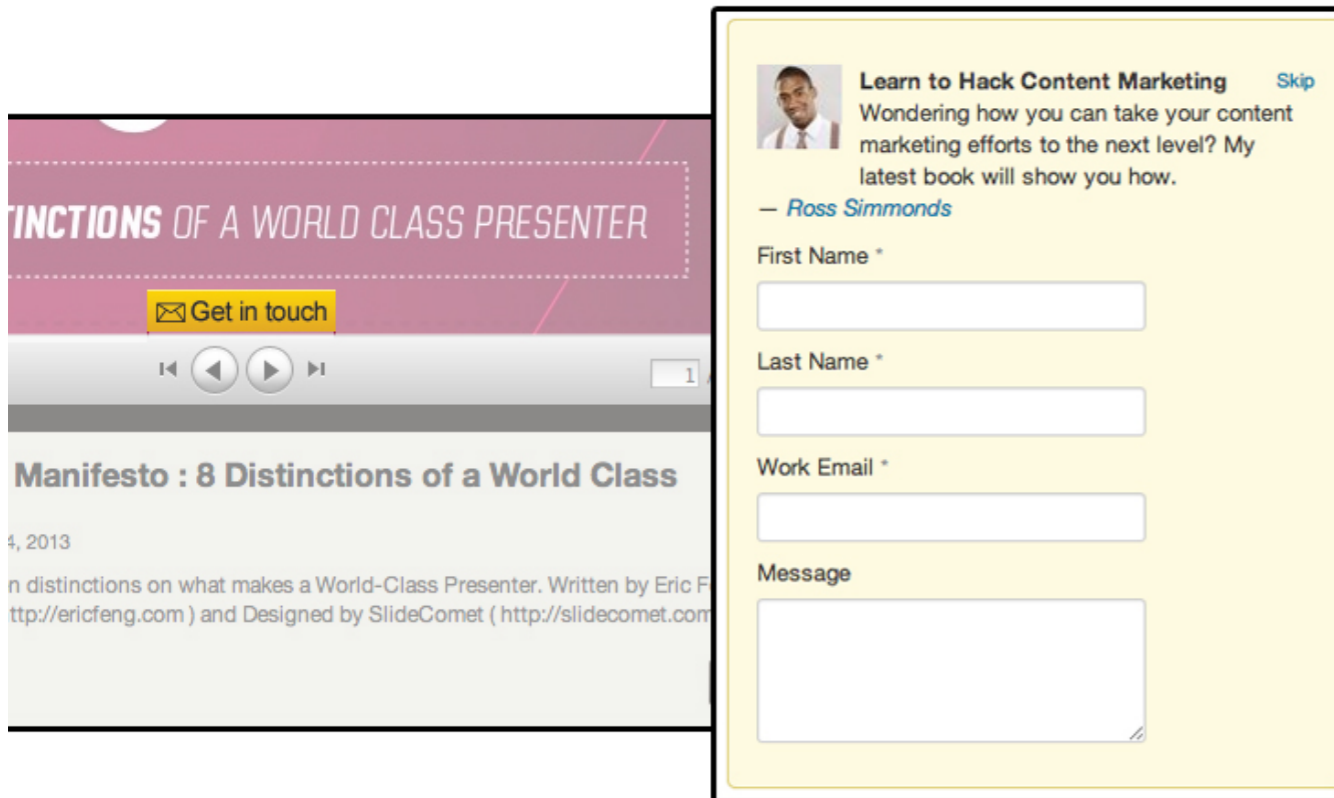 TINCTIONS OF A WORLD CLASS PRESENTER
Get in touch
1
Manifesto : 8 Distinctions of a World Class
4, 2013
n distinctions on what makes a World-Class Presenter. Written by Eric F
ttp://ericfeng.com ) and Designed by SlideComet ( http://slidecomet.com
Learn to Hack Content Marketing
Skip
Wondering how you can take your content
marketing efforts to the next level? My
latest book will show you how.
— Ross Simmonds
First Name *
Last Name *
Work Email *
Message